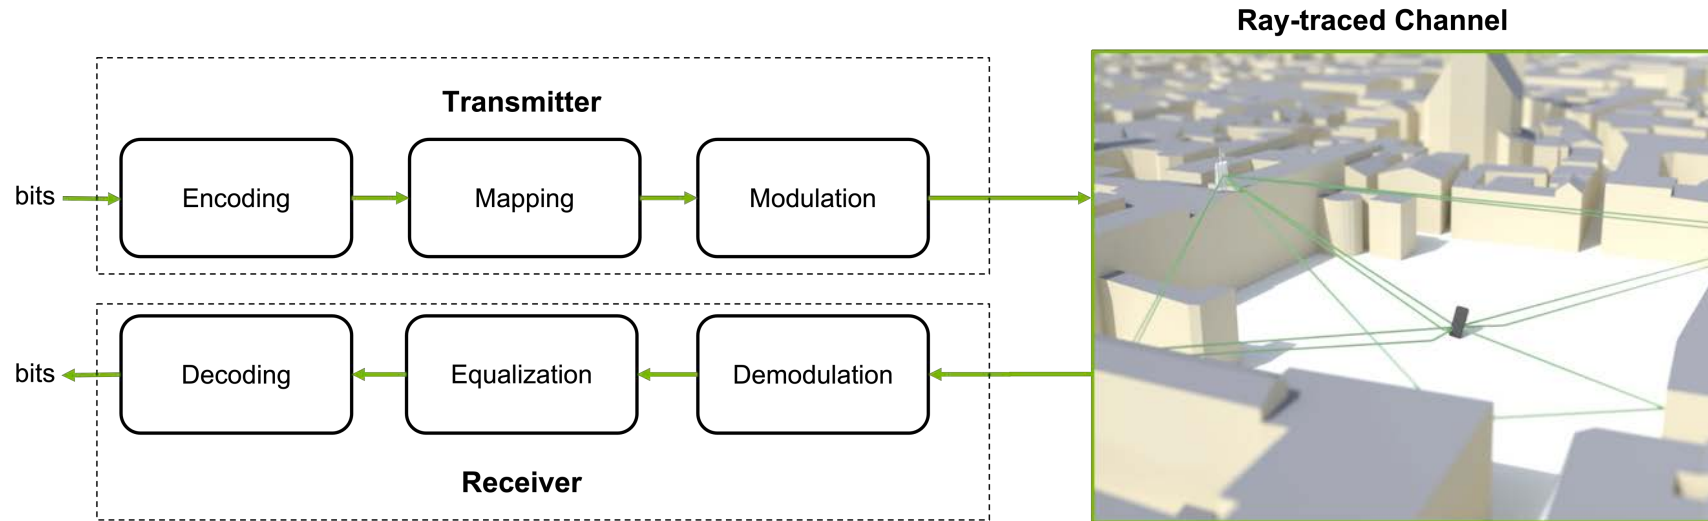 Ray-traced Channel
Transmitter
bits
Encoding
Mapping
Modulation
bits
Decoding
Equalization
Demodulation
Receiver